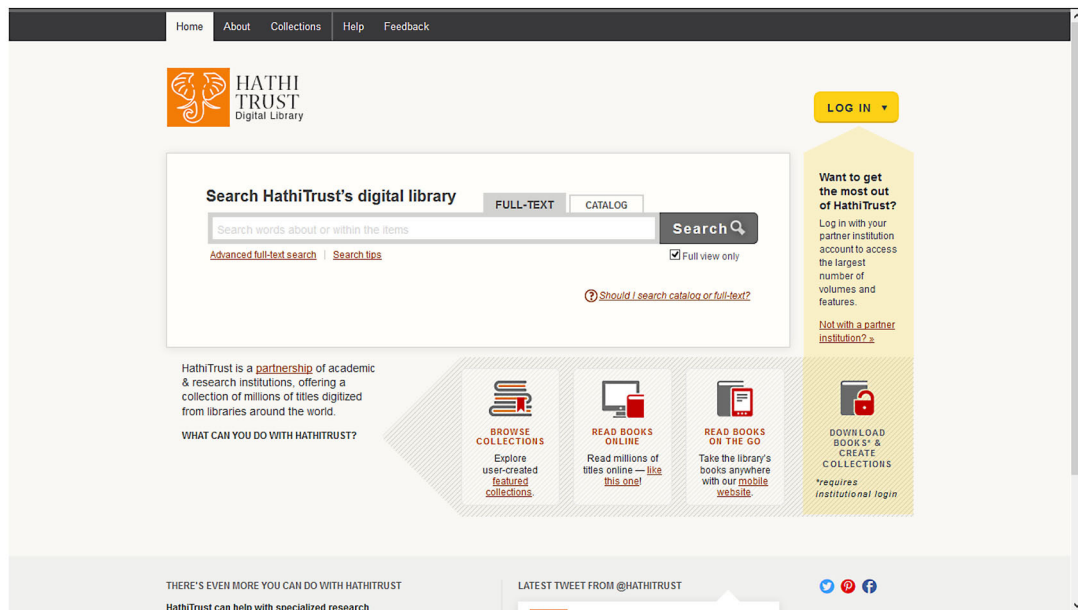 Home About Collections Help Feedback
HATHI
TRUST
Digital Library
LOG IN
Search HathiTrust's digital library
FULL-TEXT
CATALOG
Search words about or within the items
Search
Advanced full-text search | Search tips
Full view only
Should I search catalog or full-text?
Want to get
the most out
of HathiTrust?
Log in with your
partner institution
account to access
the largest
number of
volumes and
features.
Not with a partner
institution? »
HathiTrust is a partnership of academic
& research institutions, offering a
collection of millions of titles digitized
from libraries around the world.
WHAT CAN YOU DO WITH HATHITRUST?
BROWSE
COLLECTIONS
Explore
user-created
featured
collections.
READ BOOKS
ONLINE
Read millions of
titles online — like
this one!
READ BOOKS
ON THE GO
Take the library's
books anywhere
with our mobile
website.
DOWNLOAD
BOOKS* &
CREATE
COLLECTIONS
*requires
institutional login
THERE'S EVEN MORE YOU CAN DO WITH HATHITRUST
HathiTrust can help with specialized research
LATEST TWEET FROM @HATHITRUST